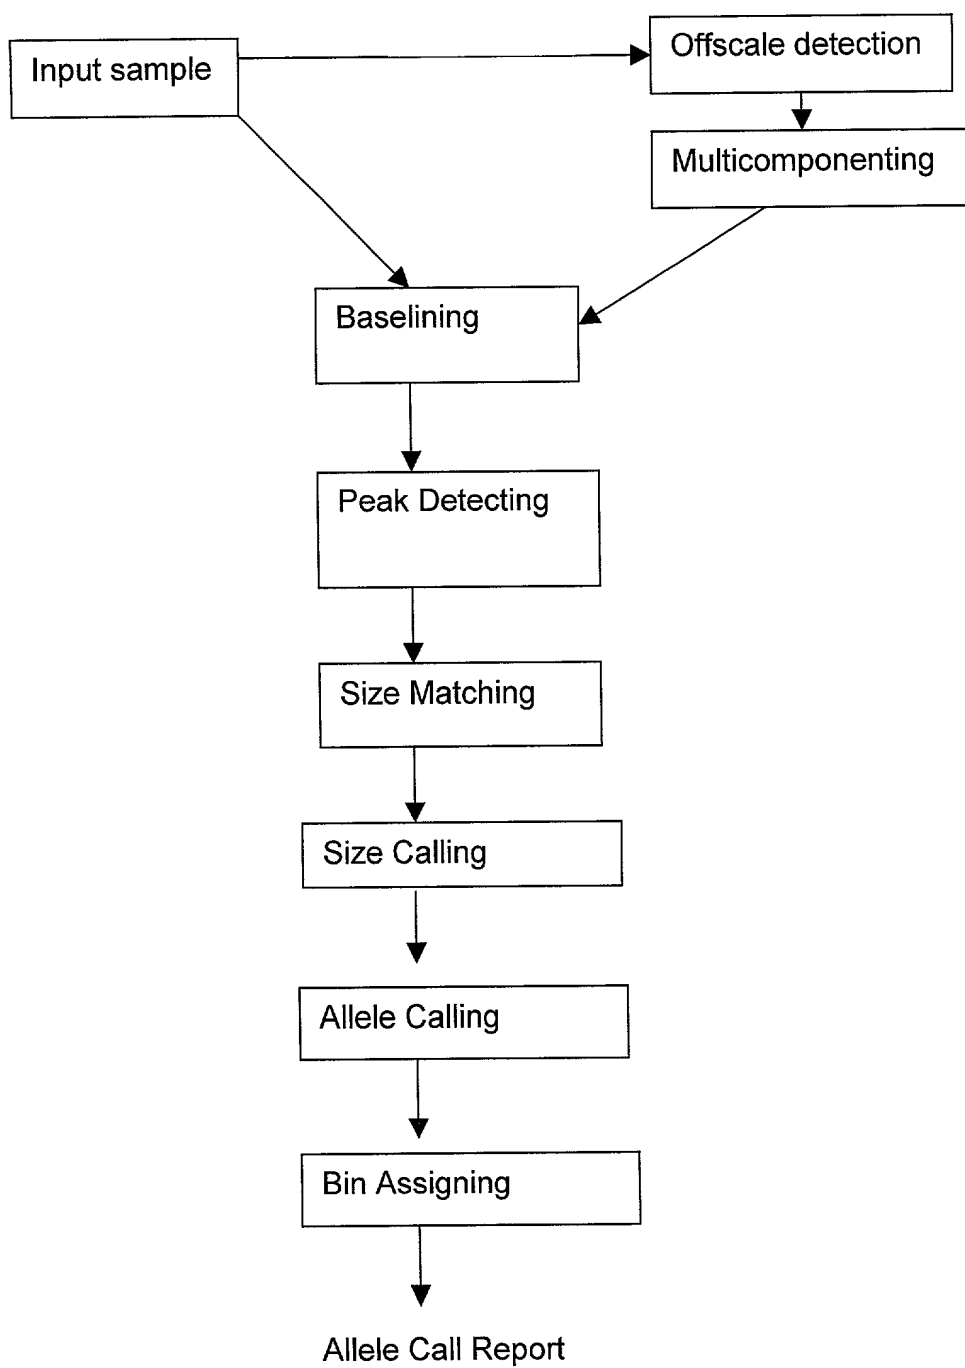 Input sample
Offscale detection
Multicomponenting
Baselining
Peak Detecting
Size Matching
Size Calling
Allele Calling
Bin Assigning
Allele Call Report